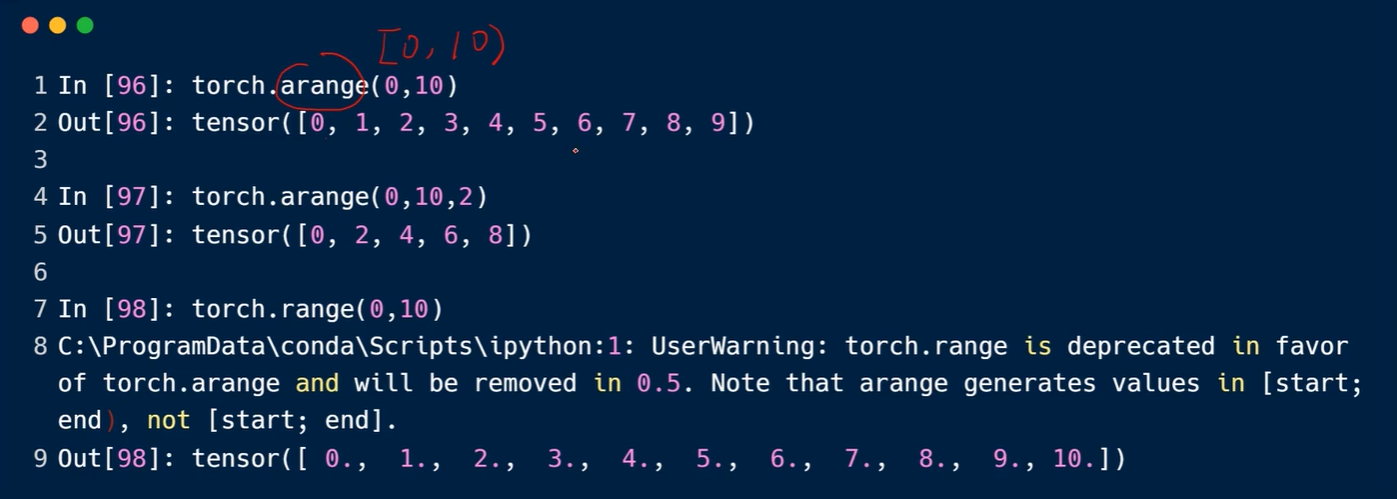 [0, 10)
1 In [96]: torch.arange(0,10)
2 Out[96]: tensor([0, 1, 2, 3, 4, 5, 6, 7, 8, 9])
3
4 In [97]: torch.arange(0,10,2)
5 Out[97]: tensor([0, 2, 4, 6, 8])
6
7 In [98]: torch.range(0,10)
8 C:\ProgramData\conda\Scripts\ipython:1: UserWarning: torch.range is deprecated in favor
of torch.arange and will be removed in 0.5. Note that arange generates values in [start;
end), not [start; end].
9 Out[98]: tensor([ 0., 1., 2., 3., 4., 5., 6., 7., 8., 9., 10.])